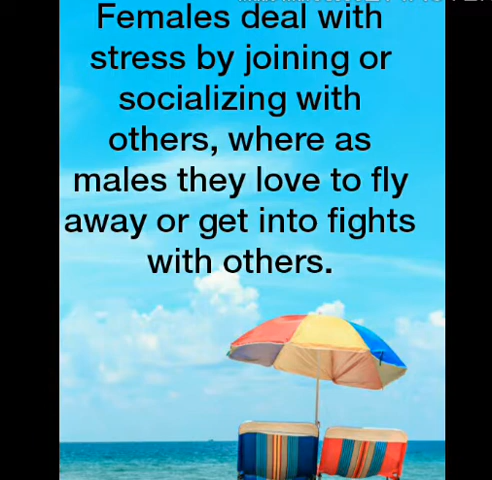 Females deal with
stress by joining or
socializing with
others, where as
males they love to fly
away or get into fights
with others.